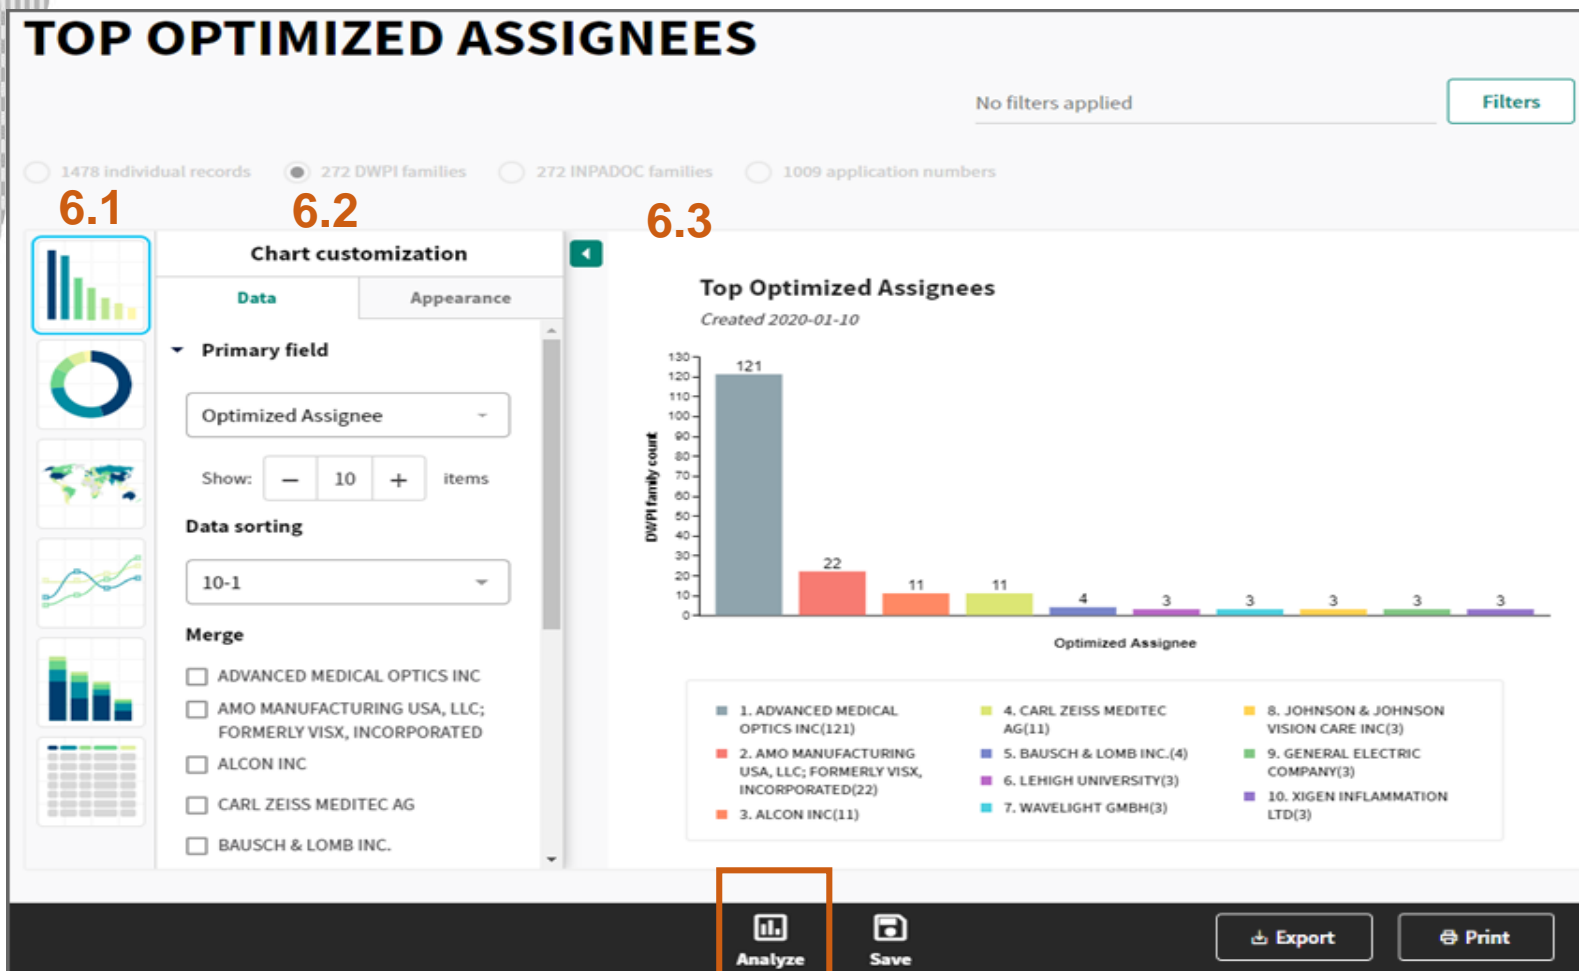 TOP OPTIMIZED ASSIGNEES
No filters applied
Filters
1478 individual records
272 DWPI families
272 INPADOC families
1009 application numbers
6.1
6.2
6.3
Chart customization
Data
Appearance
Primary field
Optimized Assignee
Show:
10
items
Data sorting
10-1
Merge
ADVANCED MEDICAL OPTICS INC
AMO MANUFACTURING USA, LLC;
FORMERLY VISX, INCORPORATED
ALCON INC
CARL ZEISS MEDITEC AG
BAUSCH & LOMB INC.
Top Optimized Assignees
Created 2020-01-10
130
120
110
100
90
80
70
60
50
40
30
20
10
0
DWPI family count
121
22
11
11
4
3
3
3
3
3
Optimized Assignee
1. ADVANCED MEDICAL
OPTICS INC(121)
2. AMO MANUFACTURING
USA, LLC; FORMERLY VISX,
INCORPORATED(22)
3. ALCON INC(11)
4. CARL ZEISS MEDITEC
AG(11)
5. BAUSCH & LOMB INC.(4)
6. LEHIGH UNIVERSITY(3)
7. WAVELIGHT GMBH(3)
8. JOHNSON & JOHNSON
VISION CARE INC(3)
9. GENERAL ELECTRIC
COMPANY(3)
10. XIGEN INFLAMMATION
LTD(3)
Analyze
Save
Export
Print